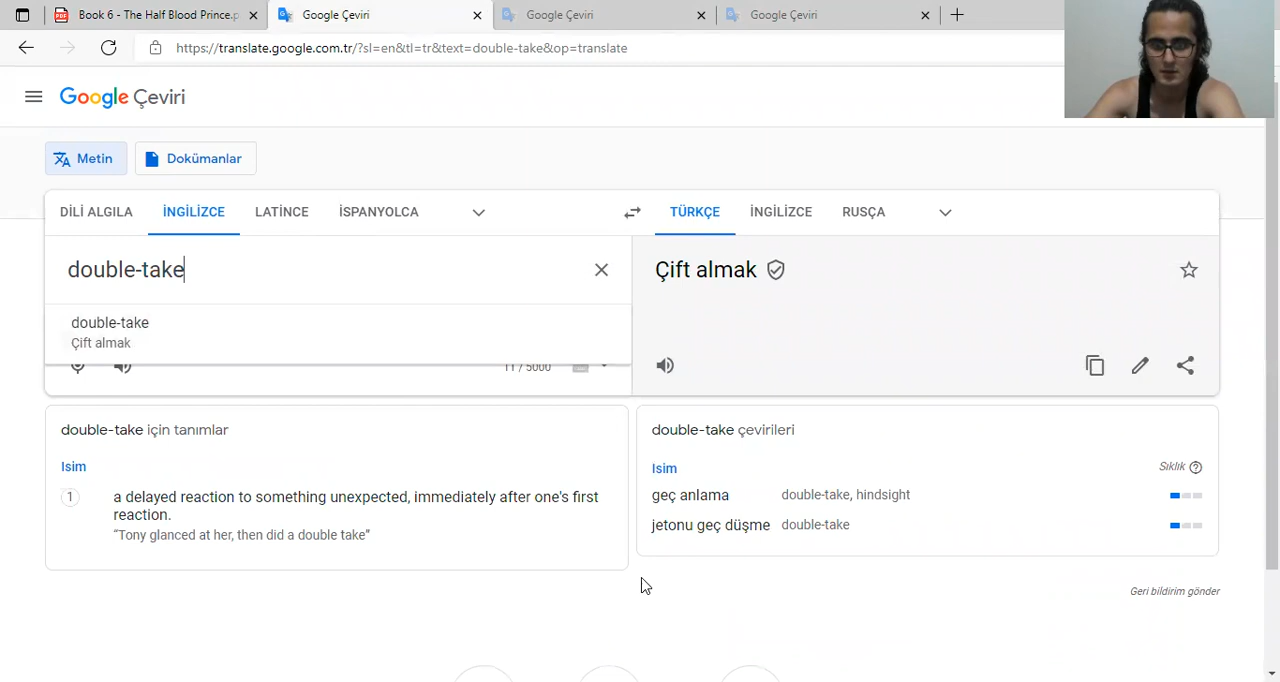 Book 6 - The Half Blood Prince.p
Google Çeviri
Google Çeviri
Google Çeviri
https://translate.google.com.tr/?sl=en&tl=tr&text=double-take&op=translate
Google Çeviri
Metin
Dokümanlar
DİLİ ALGILA İNGİLİZCE LATİNCE İSPANYOLCA
TÜRKÇE İNGİLİZCE RUSÇA
double-take
Çift almak
double-take
Çift almak
11 / 5000
double-take için tanımlar
Isim
1
a delayed reaction to something unexpected, immediately after one's first
reaction.
“Tony glanced at her, then did a double take”
double-take çevirileri
Isim Sıklık
geç anlama double-take, hindsight
jetonu geç düşme double-take
Geri bildirim gönder